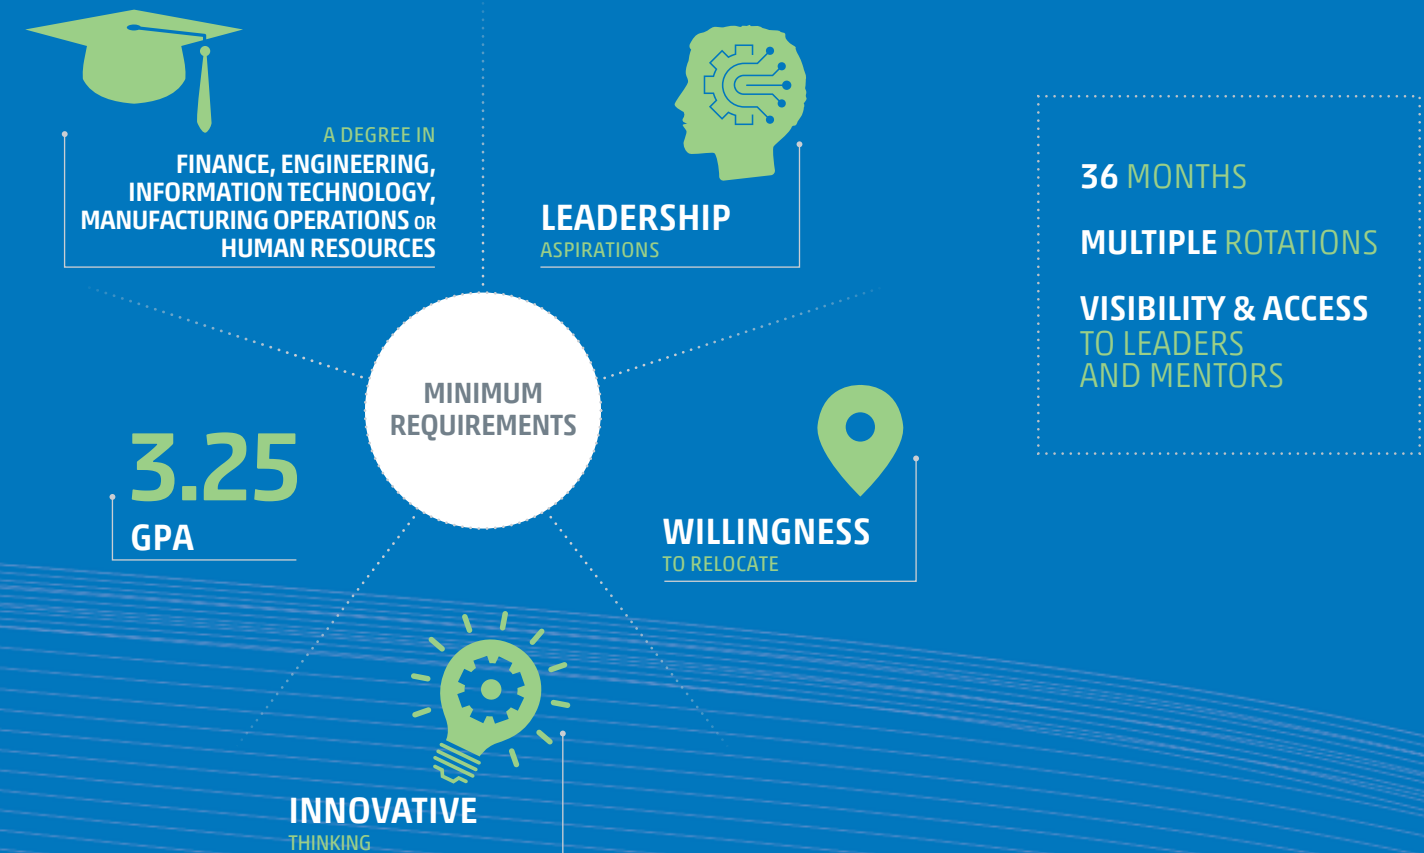 A DEGREE IN
FINANCE, ENGINEERING,
INFORMATION TECHNOLOGY,
MANUFACTURING OPERATIONS OR
HUMAN RESOURCES
LEADERSHIP
ASPIRATIONS
36 MONTHS
MULTIPLE ROTATIONS
VISIBILITY & ACCESS
TO LEADERS
AND MENTORS
MINIMUM
REQUIREMENTS
3.25
GPA
WILLINGNESS
TO RELOCATE
INNOVATIVE
THINKING